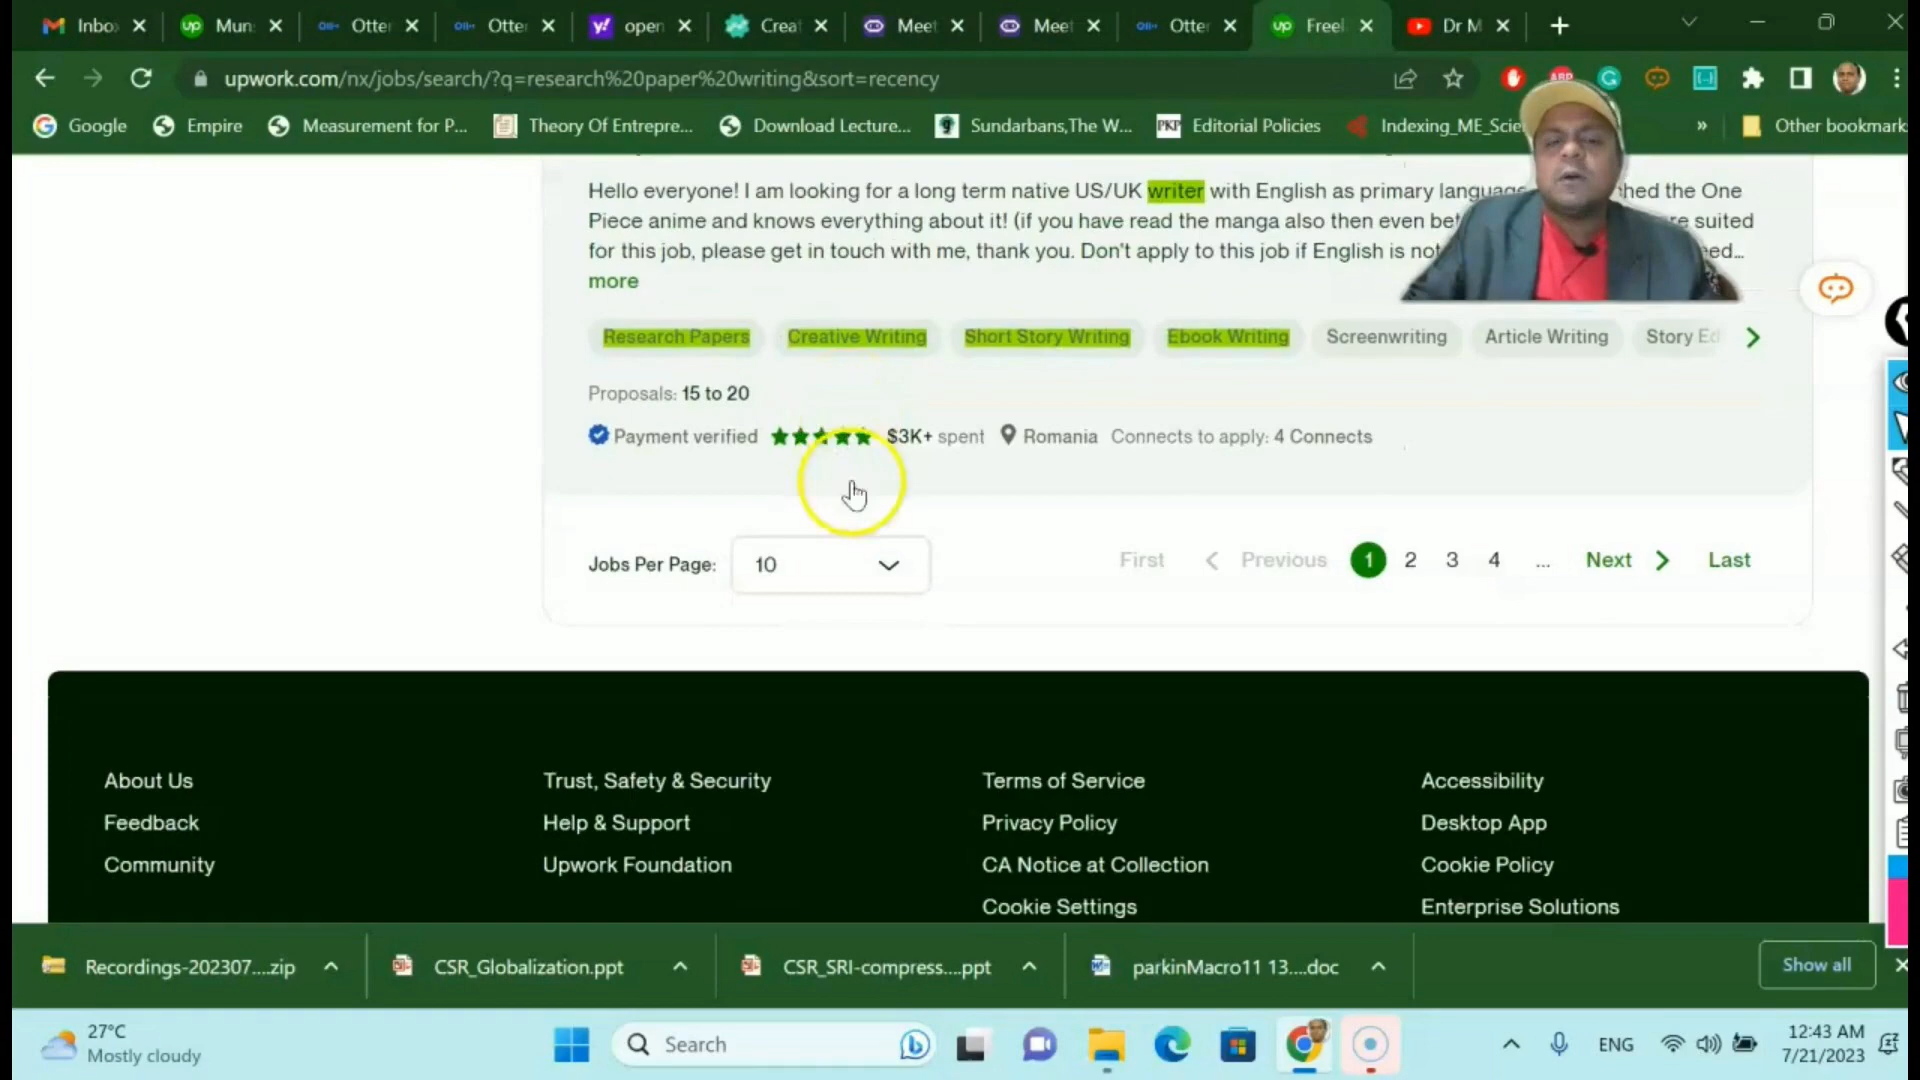 Inbo
Mun
Otte
Otte
open
Creat
Meet
Meet
Otte
Free
Dr M
upwork.com/nx/jobs/search/?q=research%20paper%20writing&sort=recency
Google
Empire
Measurement for P...
Theory Of Entrepre...
Download Lecture...
Sundarbans,The W...
PKP Editorial Policies
Indexing_ME_Scie
»
Other bookmark
Hello everyone! I am looking for a long term native US/UK writer with English as primary language ched the One
Piece anime and knows everything about it! (if you have read the manga also then even bet re suited
for this job, please get in touch with me, thank you. Don't apply to this job if English is not eed...
more
Research Papers
Creative Writing
Short Story Writing
Ebook Writing
Screenwriting
Article Writing
Story Ed
Proposals: 15 to 20
Payment verified $3K+ spent Romania Connects to apply: 4 Connects
Jobs Per Page: 10
First < Previous 1 2 3 4 ... Next > Last
About Us
Feedback
Community
Trust, Safety & Security
Help & Support
Upwork Foundation
Terms of Service
Privacy Policy
CA Notice at Collection
Cookie Settings
Accessibility
Desktop App
Cookie Policy
Enterprise Solutions
Recordings-202307....zip
CSR_Globalization.ppt
CSR_SRI-compress....ppt
parkinMacro11 13....doc
Show all
27°C
Mostly cloudy
Search
ENG
12:43 AM
7/21/2023